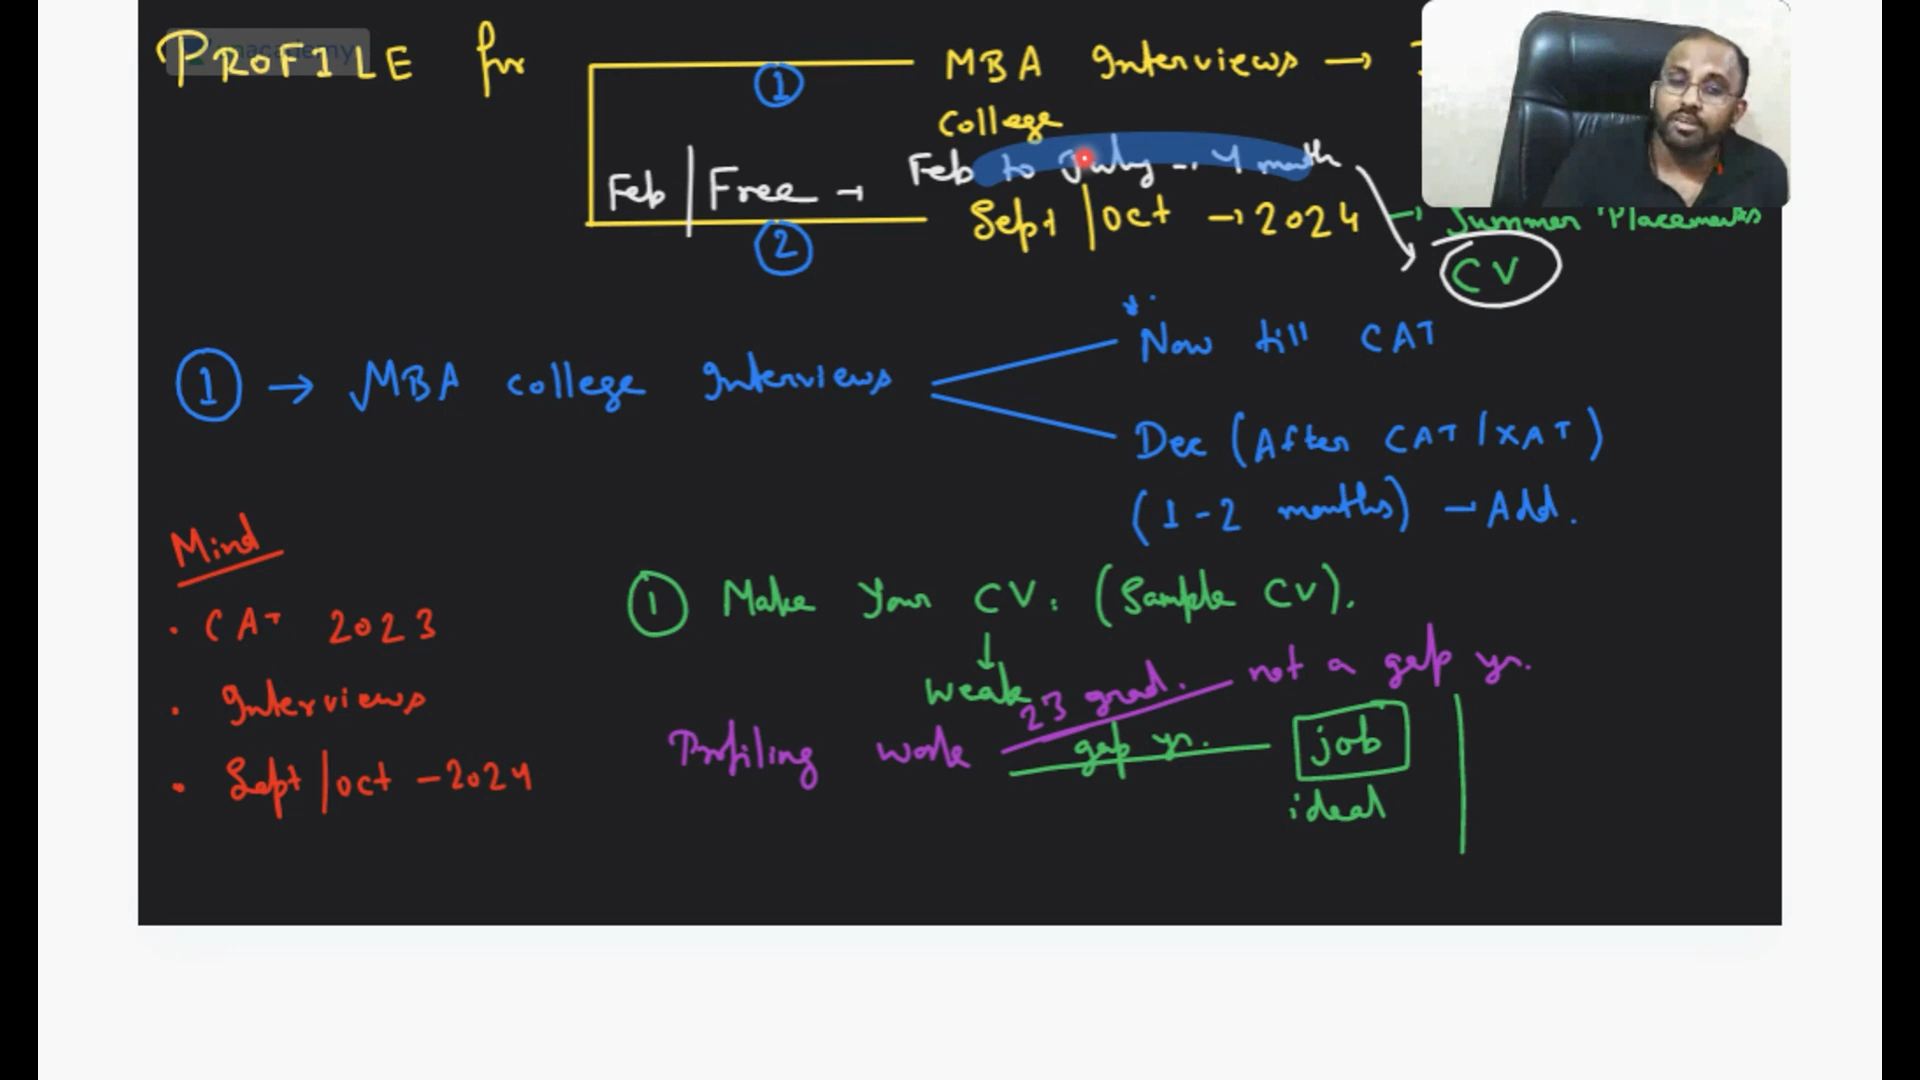 PROFILE for
① MBA Interviews →
College
Feb | Free → Feb to July → 4 month
② Sept | Oct → 2024 → Summer Placements
CV
① → MBA college Interviews
Now till CAT
Dec (After CAT/XAT)
(1-2 months) → Add.
Mind
• CAT 2023
• Interviews
• Sept | Oct - 2024
① Make Your CV: (Sample CV).
↓
Weak
23 grad. not a gap yr.
Profiling work gap yr. job
ideal